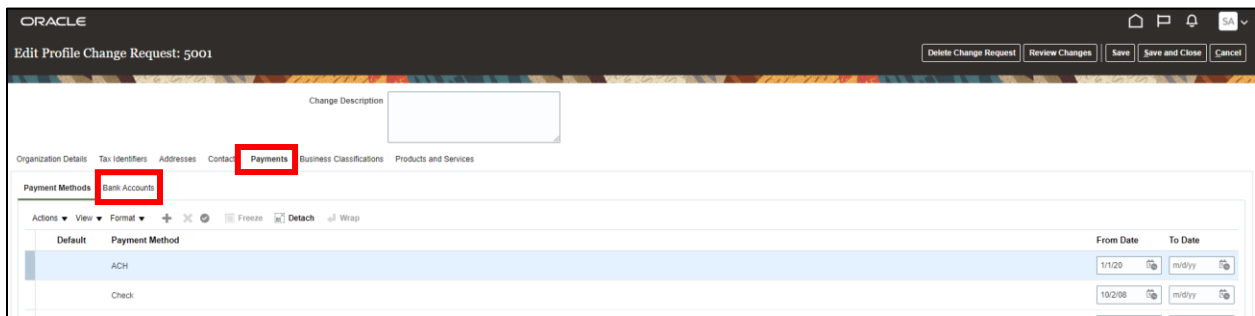 ORACLE
SA
Edit Profile Change Request: 5001
Delete Change Request Review Changes Save Save and Close Cancel
Change Description
Organization Details Tax Identifiers Addresses Contact Payments Business Classifications Products and Services
Payment Methods Bank Accounts
Actions View Format Freeze Detach Wrap
Default Payment Method From Date To Date
ACH 1/1/20 m/d/yy
Check 10/2/08 m/d/yy